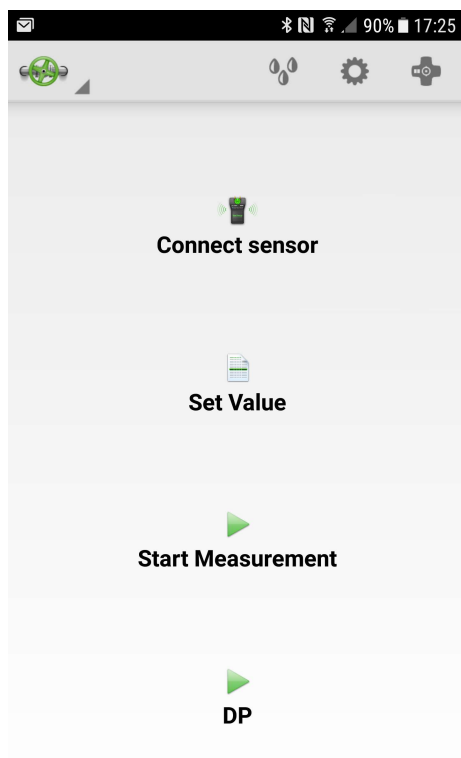 90% 17:25
Connect sensor
Set Value
Start Measurement
DP